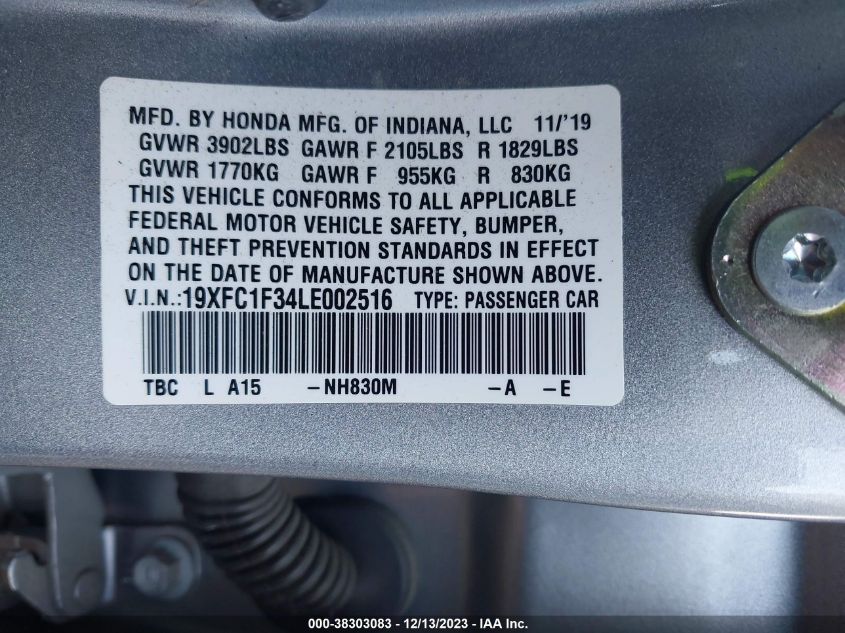 MFD. BY HONDA MFG. OF INDIANA, LLC 11/'19
GVWR 3902LBS GAWR F 2105LBS R 1829LBS
GVWR 1770KG GAWR F 955KG R 830KG
THIS VEHICLE CONFORMS TO ALL APPLICABLE
FEDERAL MOTOR VEHICLE SAFETY, BUMPER,
AND THEFT PREVENTION STANDARDS IN EFFECT
ON THE DATE OF MANUFACTURE SHOWN ABOVE.
V.I.N.:19XFC1F34LE002516 TYPE: PASSENGER CAR
TBC L A15 -NH830M -A -E
000-38303083 - 12/13/2023 - IAA Inc.